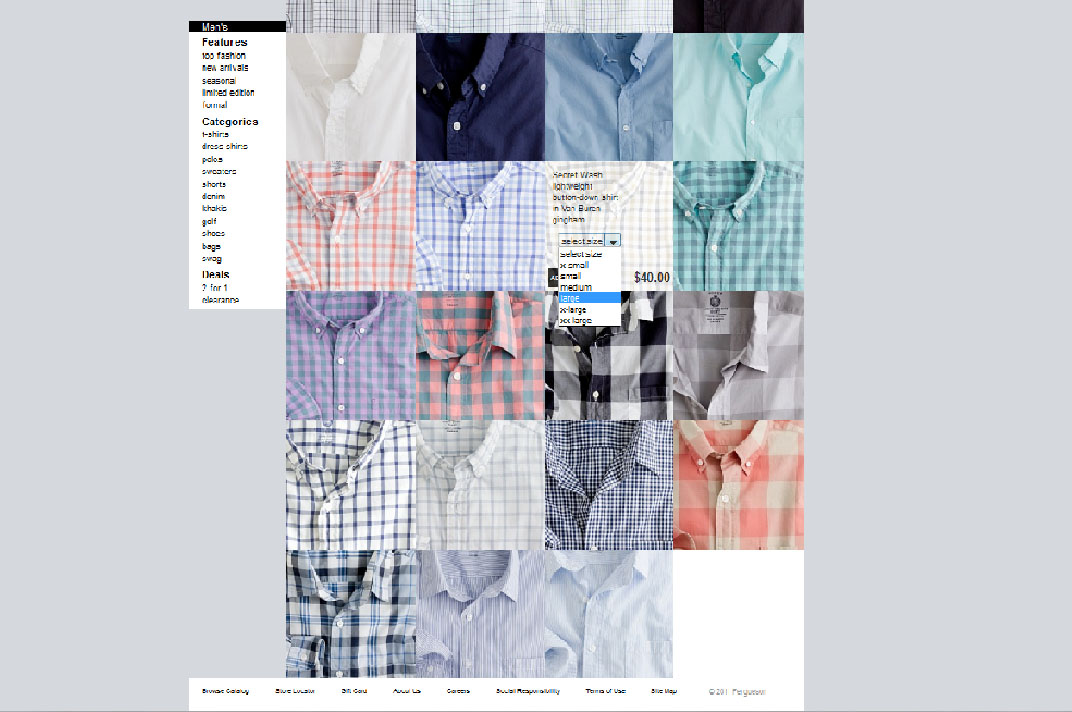 Men's
Features
top fashion
new arrivals
seasonal
limited edition
formal
Categories
t-shirts
dress shirts
polos
sweaters
shorts
denim
khakis
golf
shoes
bags
swag
Deals
2 for 1
clearance
Secret Wash
lightweight
button-down shirt
in Van Buren
gingham
select size
select size
x-small
small
medium
large
x-large
xx-large
$40.00
Browse Catalog Store Locator Gift Card About Us Careers Social Responsibility Terms of Use Site Map Ferguson